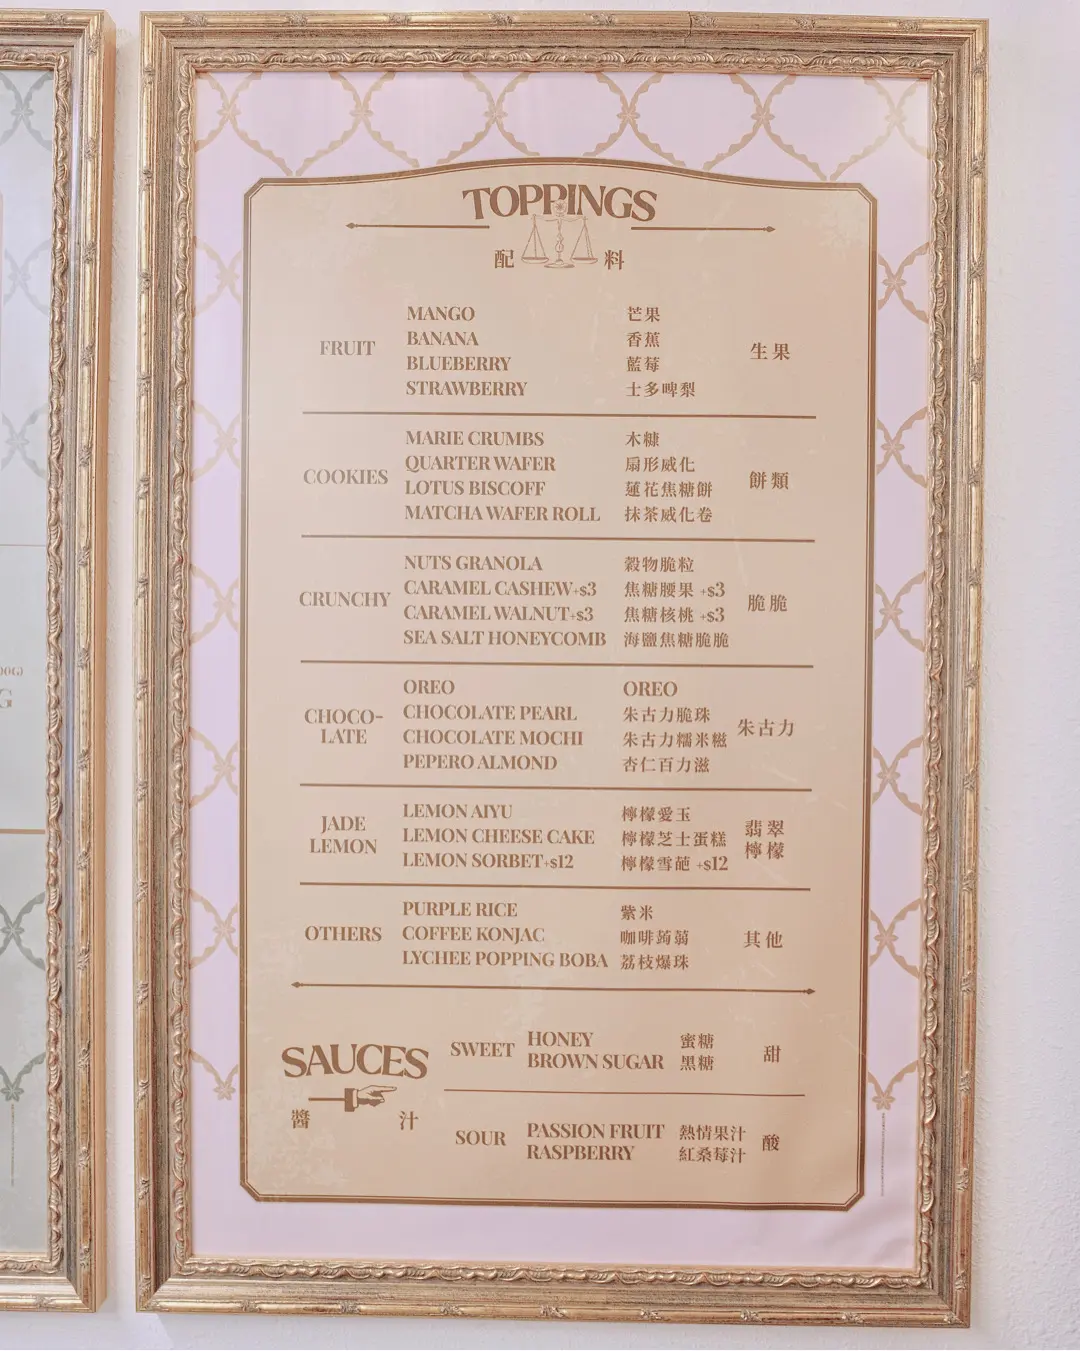 TOPPINGS
配 料
FRUIT
MANGO 芒果
BANANA 香蕉
BLUEBERRY 藍莓
STRAWBERRY 士多啤梨
生果
COOKIES
MARIE CRUMBS 木糠
QUARTER WAFER 扇形威化
LOTUS BISCOFF 蓮花焦糖餅
MATCHA WAFER ROLL 抹茶威化卷
餅類
CRUNCHY
NUTS GRANOLA 穀物脆粒
CARAMEL CASHEW+$3 焦糖腰果 +$3
CARAMEL WALNUT+$3 焦糖核桃 +$3
SEA SALT HONEYCOMB 海鹽焦糖脆脆
脆脆
CHOCO-
LATE
OREO OREO
CHOCOLATE PEARL 朱古力脆珠
CHOCOLATE MOCHI 朱古力糯米糍
PEPERO ALMOND 杏仁百力滋
朱古力
JADE
LEMON
LEMON AIYU 檸檬愛玉
LEMON CHEESE CAKE 檸檬芝士蛋糕
LEMON SORBET+$12 檸檬雪葩 +$12
翡翠
檸檬
OTHERS
PURPLE RICE 紫米
COFFEE KONJAC 咖啡蒟蒻
LYCHEE POPPING BOBA 荔枝爆珠
其他
SAUCES
醬 汁
SWEET
HONEY 蜜糖
BROWN SUGAR 黑糖
甜
SOUR
PASSION FRUIT 熱情果汁
RASPBERRY 紅桑莓汁
酸